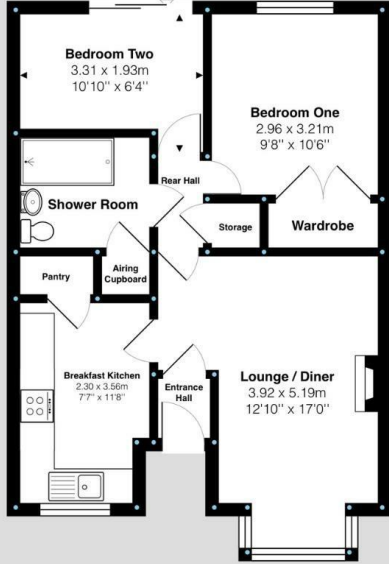 Bedroom Two
3.31 x 1.93m
10'10" x 6'4"
Bedroom One
2.96 x 3.21m
9'8" x 10'6"
Rear Hall
Shower Room
Storage
Wardrobe
Pantry
Airing
Cupboard
Breakfast Kitchen
2.30 x 3.56m
7'7" x 11'8"
Entrance
Hall
Lounge / Diner
3.92 x 5.19m
12'10" x 17'0"